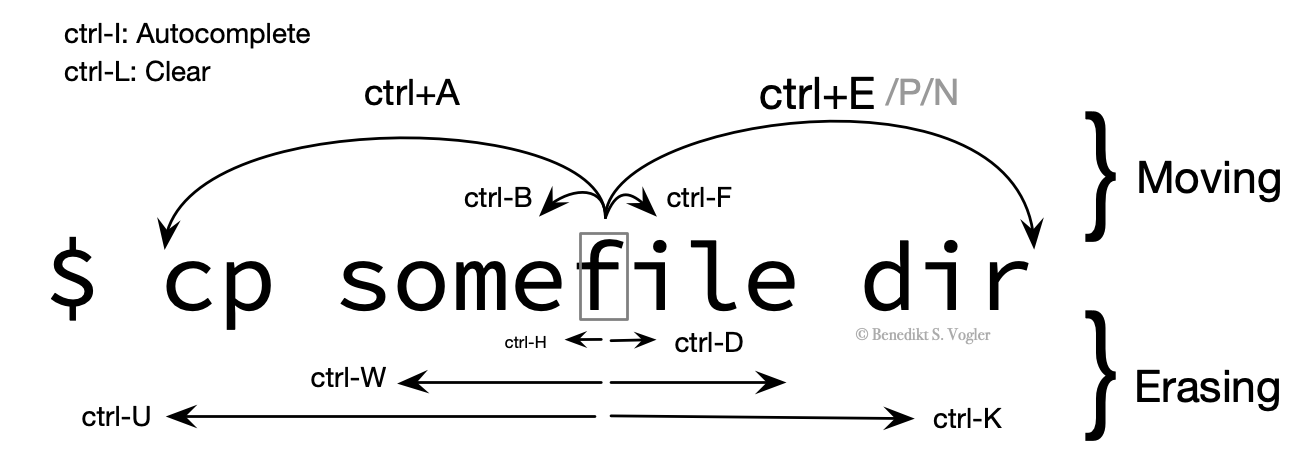 ctrl-I: Autocomplete
ctrl-L: Clear
ctrl+A
ctrl+E /P/N
Moving
ctrl-B
ctrl-F
$ cp somefile dir
© Benedikt S. Vogler
ctrl-H
ctrl-D
ctrl-W
Erasing
ctrl-U
ctrl-K